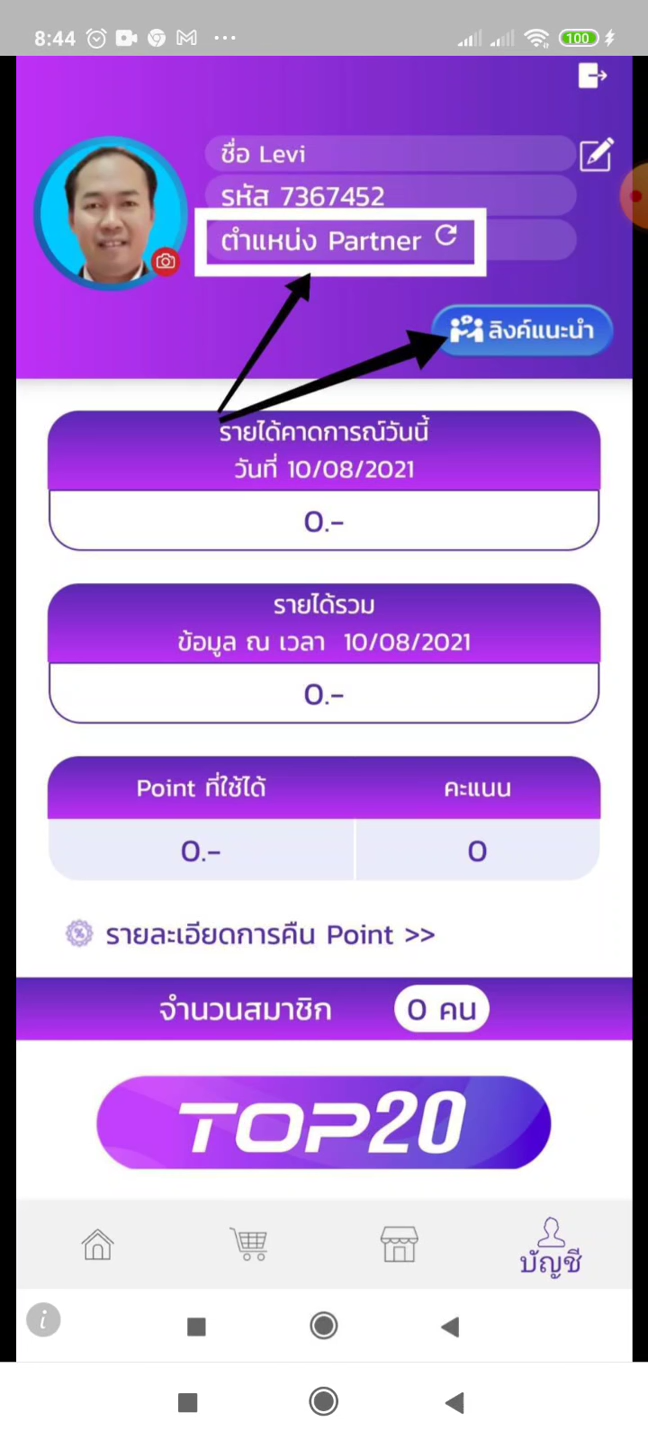 8:44
100
ชื่อ Levi
รหัส 7367452
ตำแหน่ง Partner
ลิงค์แนะนำ
รายได้คาดการณ์วันนี้
วันที่ 10/08/2021
0.-
รายได้รวม
ข้อมูล ณ เวลา 10/08/2021
0.-
Point ที่ใช้ได้ คะแนน
0.- 0
รายละเอียดการคืน Point >>
จำนวนสมาชิก 0 คน
TOP20
บัญชี